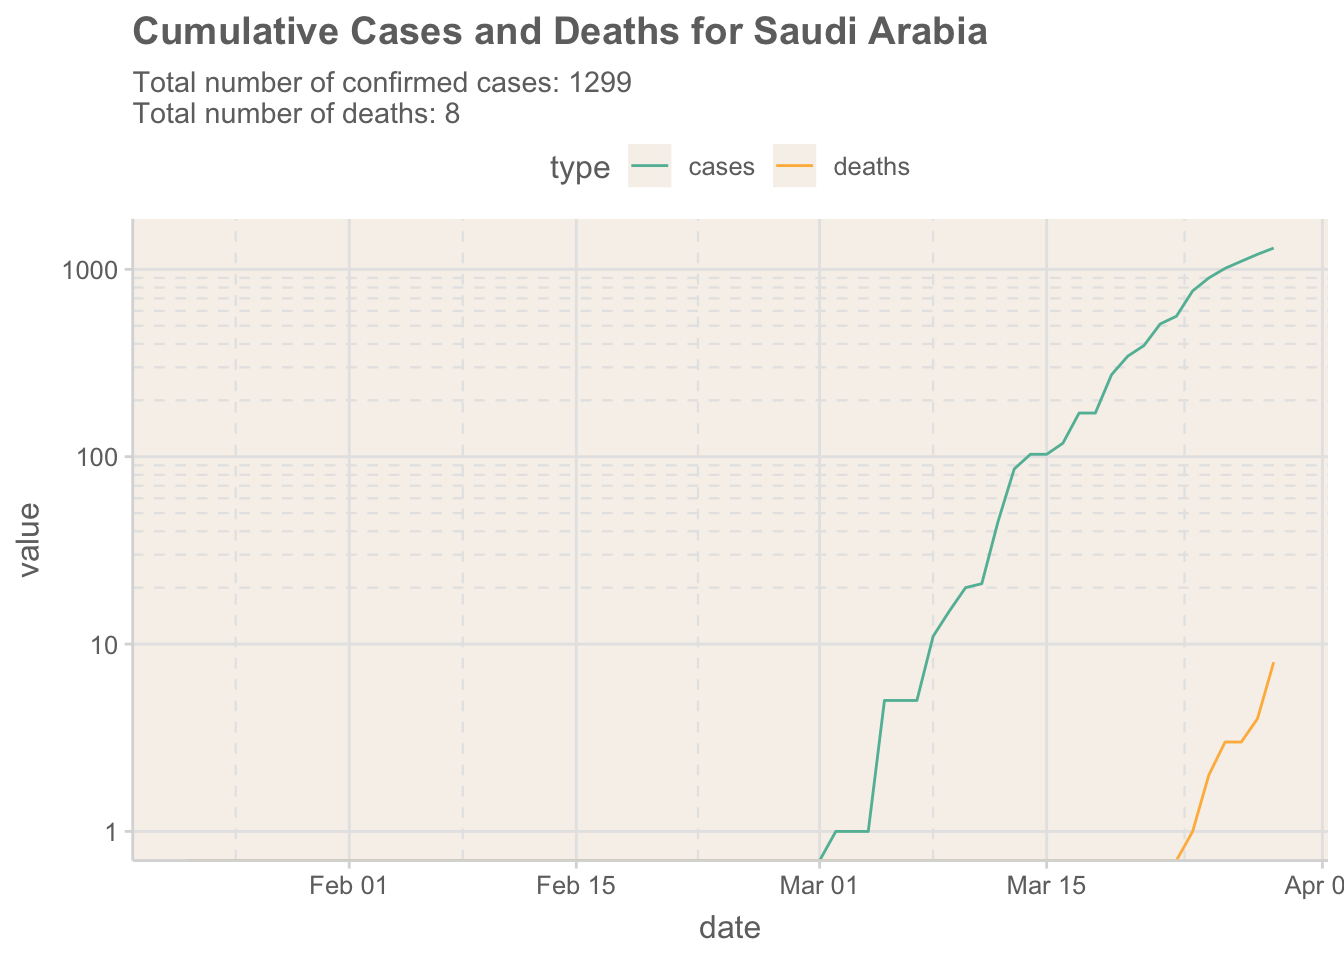 Cumulative Cases and Deaths for Saudi Arabia
Total number of confirmed cases: 1299
Total number of deaths: 8
type cases deaths
1000
100
10
1
value
Feb 01 Feb 15 Mar 01 Mar 15 Apr 0
date